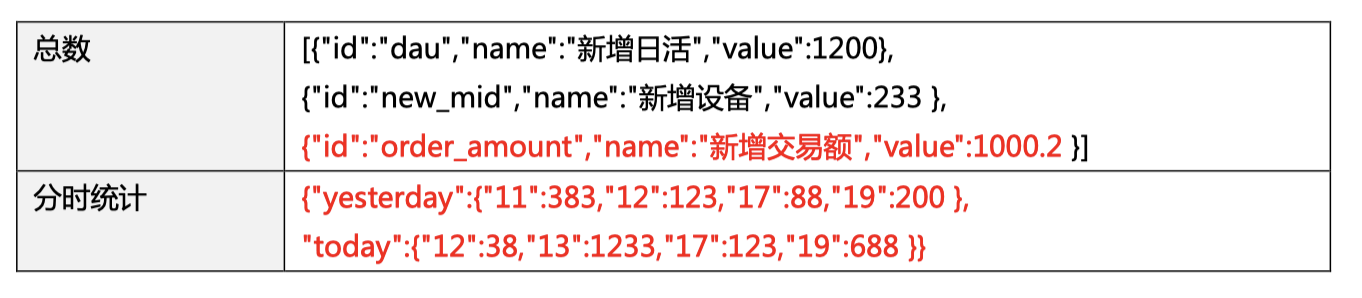 总数
[{"id":"dau","name":"新增日活","value":1200},
{"id":"new_mid","name":"新增设备","value":233 },
{"id":"order_amount","name":"新增交易额","value":1000.2 }]
分时统计
{"yesterday":{"11":383,"12":123,"17":88,"19":200 },
"today":{"12":38,"13":1233,"17":123,"19":688 }}